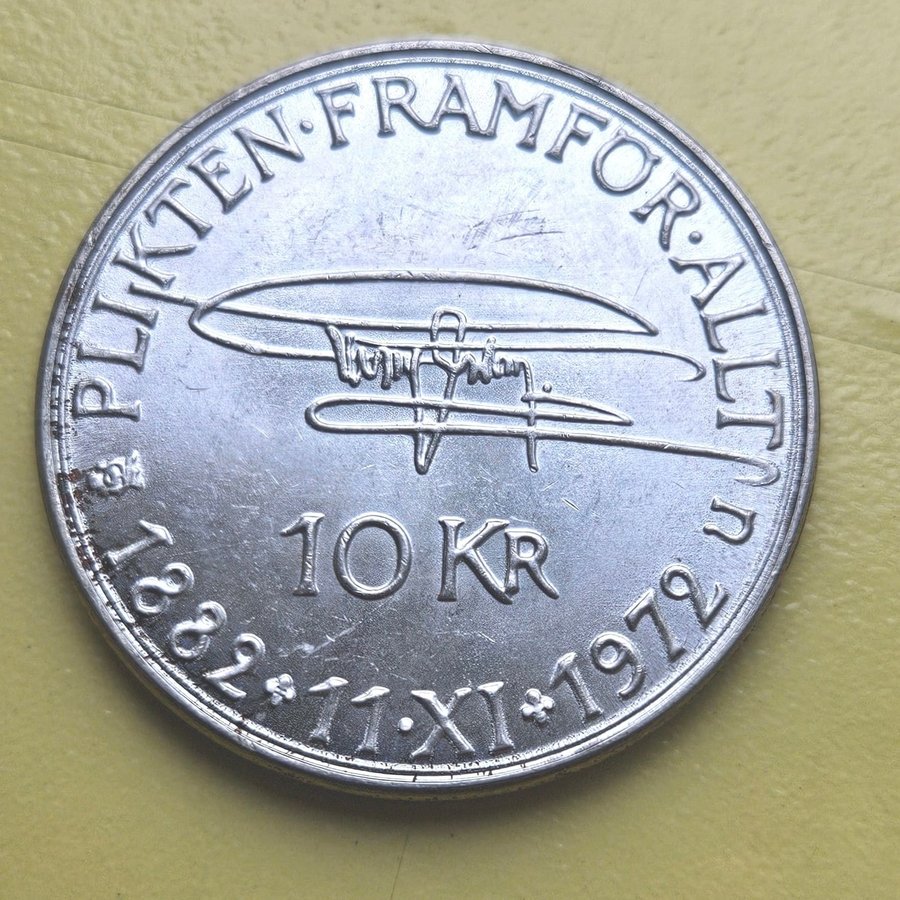 PLIKTEN·FRAMFÖR·ALLT
10 KR
U
1882 11·XI 1972